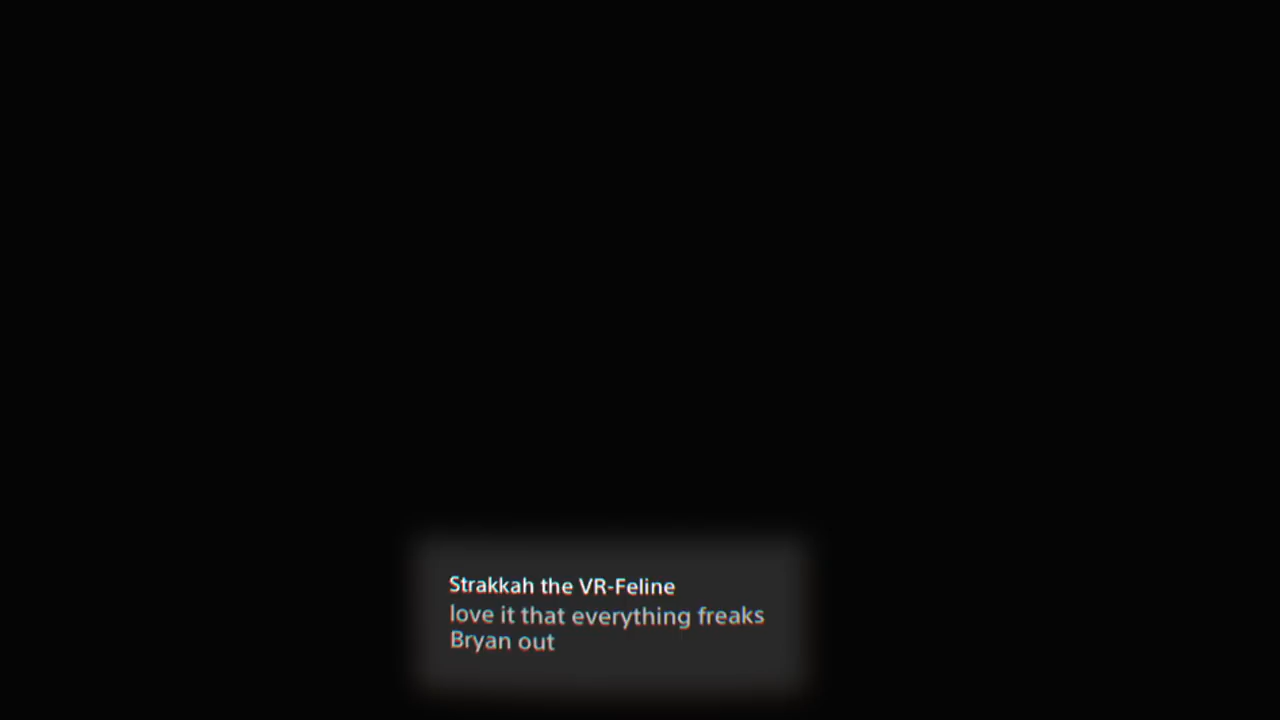 Strakkah the VR-Feline
love it that everything freaks
Bryan out